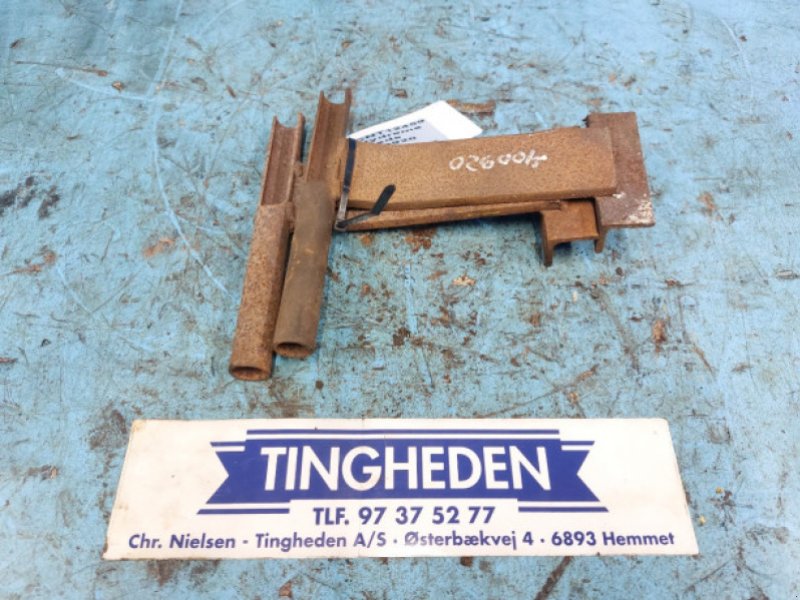 400920
TINGHEDEN
TLF. 97 37 52 77
Chr. Nielsen - Tingheden A/S · Østerbækvej 4 · 6893 Hemmet